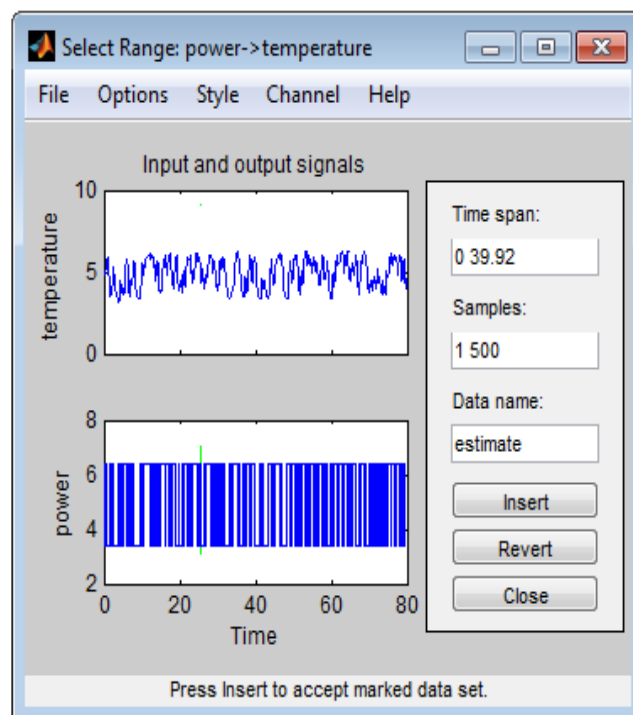 Select Range: power->temperature
File Options Style Channel Help
Input and output signals
temperature
10
5
0
power
8
6
4
2
0 20 40 60 80
Time
Time span:
0 39.92
Samples:
1 500
Data name:
estimate
Insert
Revert
Close
Press Insert to accept marked data set.